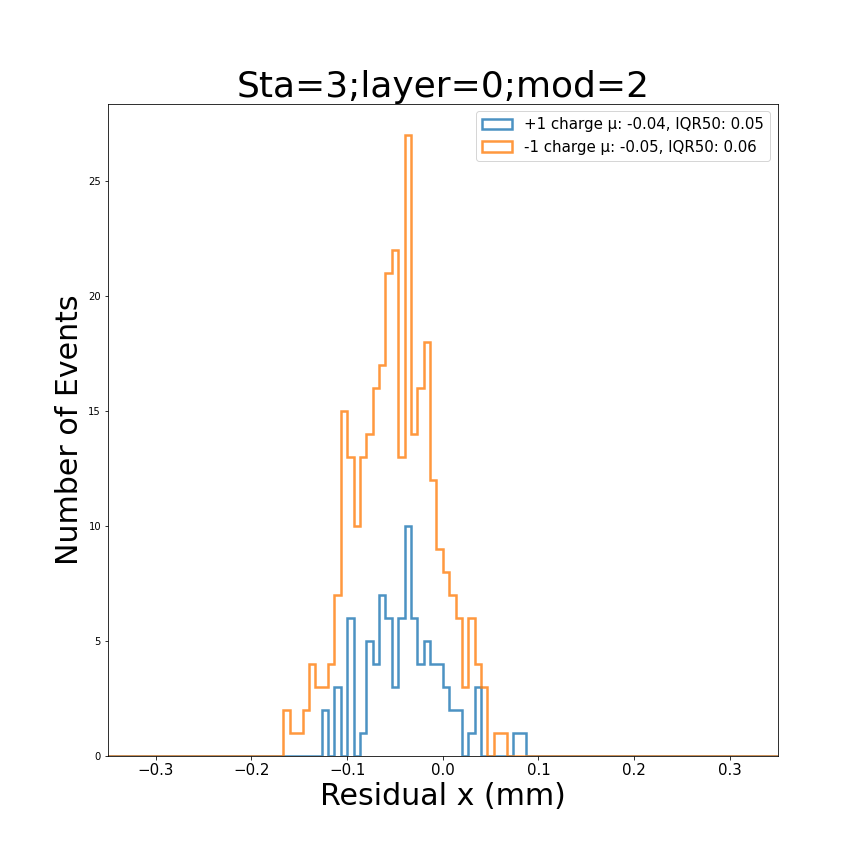 Sta=3;layer=0;mod=2
+1 charge μ: -0.04, IQR50: 0.05
-1 charge μ: -0.05, IQR50: 0.06
Number of Events
25
20
15
10
5
0
−0.3 −0.2 −0.1 0.0 0.1 0.2 0.3
Residual x (mm)